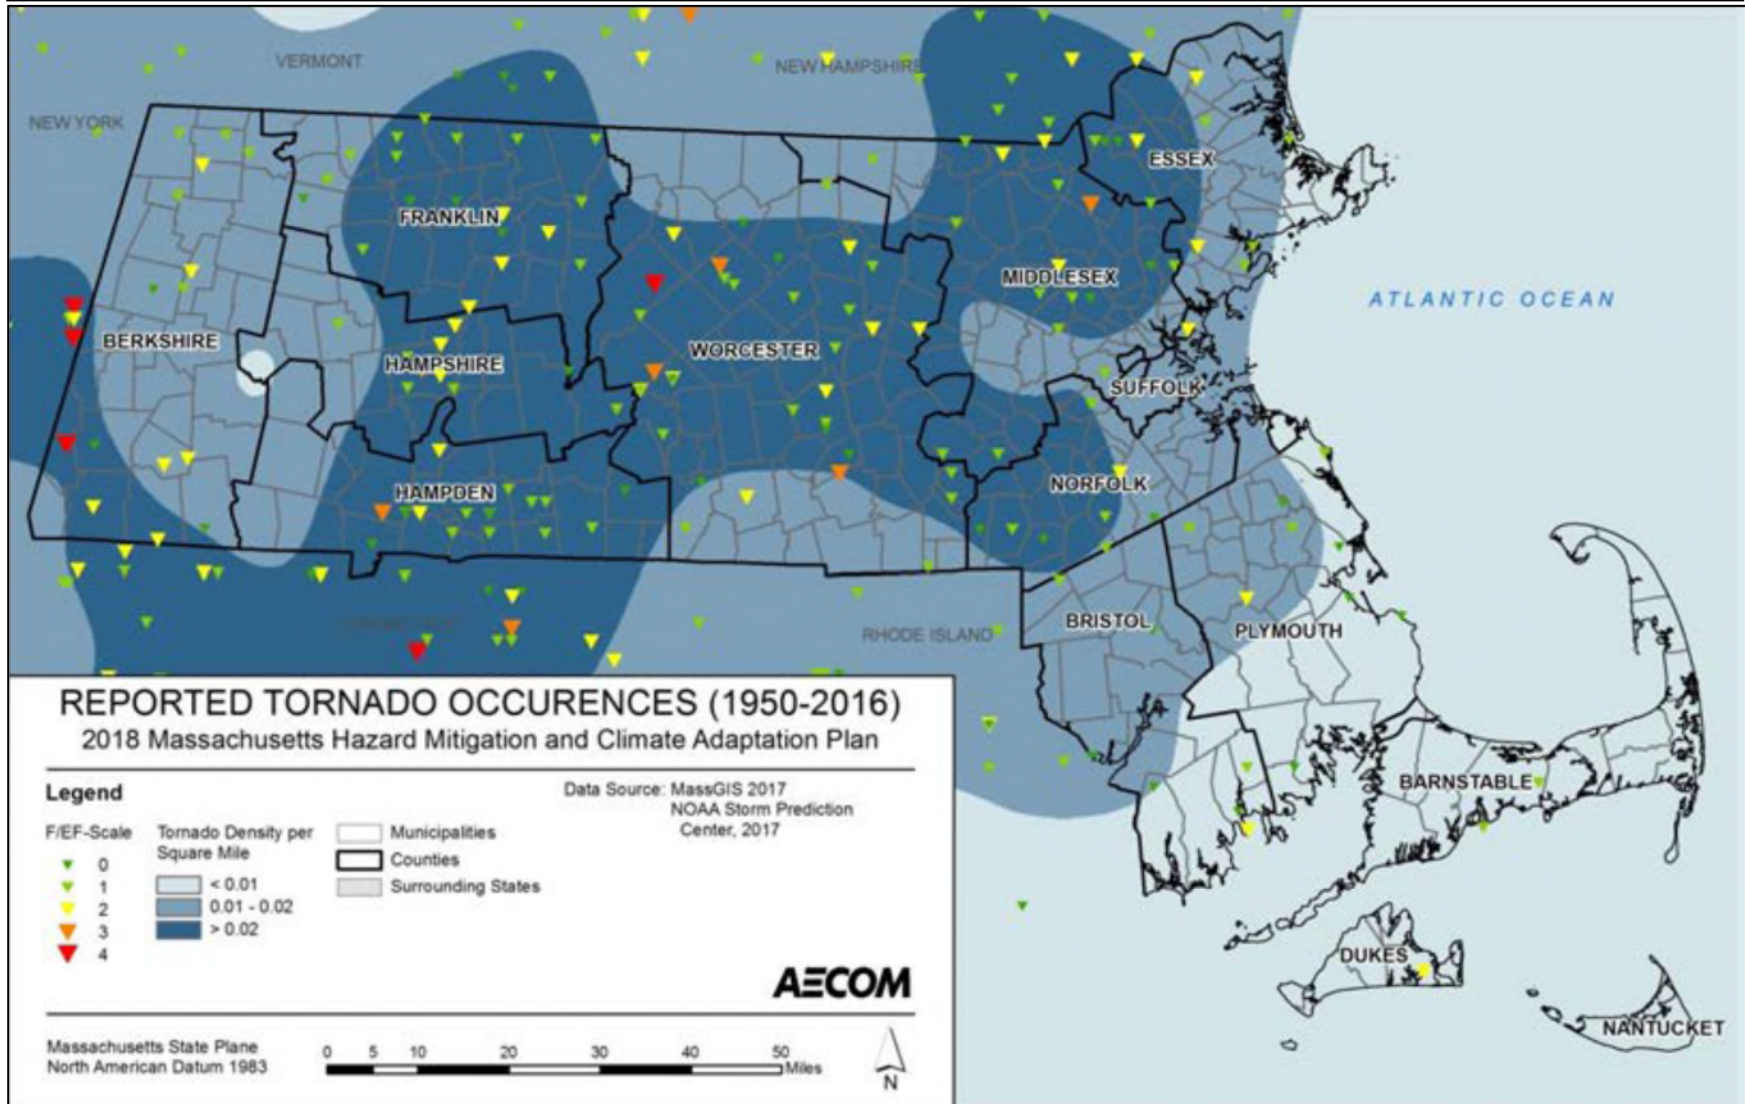 VERMONT
NEW HAMPSHIRE
NEW YORK
ESSEX
FRANKLIN
MIDDLESEX
ATLANTIC OCEAN
BERKSHIRE
WORCESTER
HAMPSHIRE
SUFFOLK
NORFOLK
HAMPDEN
BRISTOL
PLYMOUTH
RHODE ISLAND
BARNSTABLE
DUKES
NANTUCKET
REPORTED TORNADO OCCURENCES (1950-2016)
2018 Massachusetts Hazard Mitigation and Climate Adaptation Plan
Legend
F/EF-Scale
0
1
2
3
4
Tornado Density per
Square Mile
< 0.01
0.01 - 0.02
> 0.02
Municipalities
Counties
Surrounding States
Data Source: MassGIS 2017
NOAA Storm Prediction
Center, 2017
AECOM
Massachusetts State Plane
North American Datum 1983
0 5 10 20 30 40 50
Miles
N